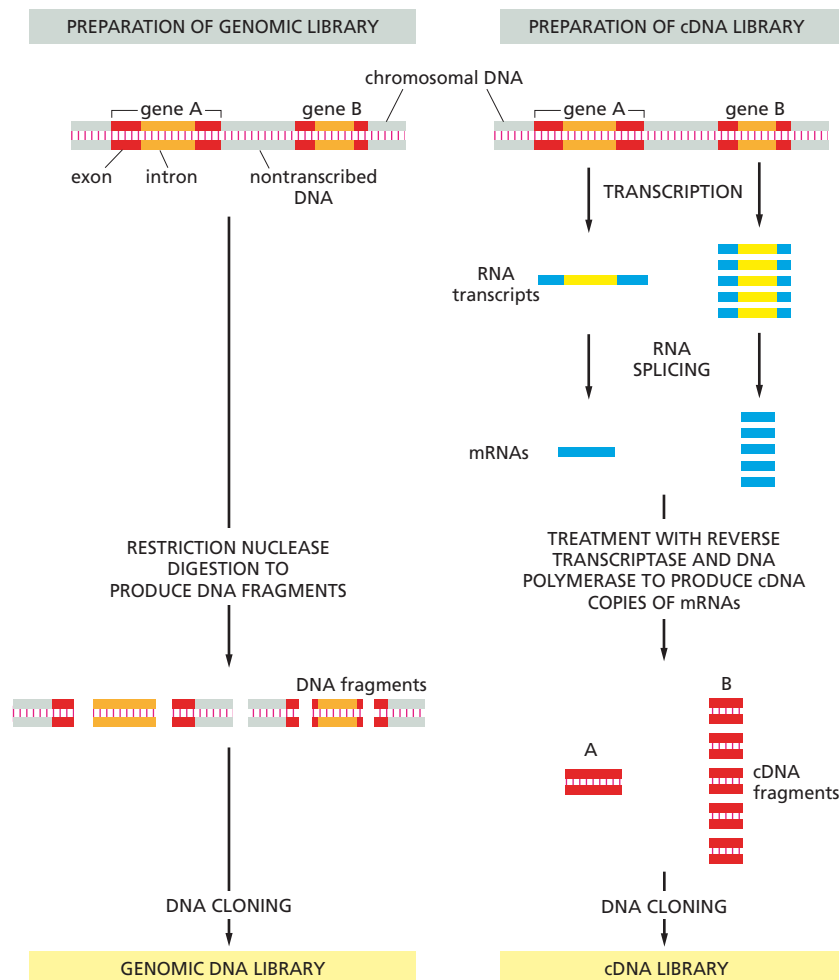 PREPARATION OF GENOMIC LIBRARY
PREPARATION OF cDNA LIBRARY
chromosomal DNA
gene A
gene B
gene A
gene B
exon
intron
nontranscribed
DNA
TRANSCRIPTION
RNA
transcripts
RNA
SPLICING
mRNAs
RESTRICTION NUCLEASE
DIGESTION TO
PRODUCE DNA FRAGMENTS
TREATMENT WITH REVERSE
TRANSCRIPTASE AND DNA
POLYMERASE TO PRODUCE cDNA
COPIES OF mRNAs
DNA fragments
B
A
cDNA
fragments
DNA CLONING
DNA CLONING
GENOMIC DNA LIBRARY
cDNA LIBRARY